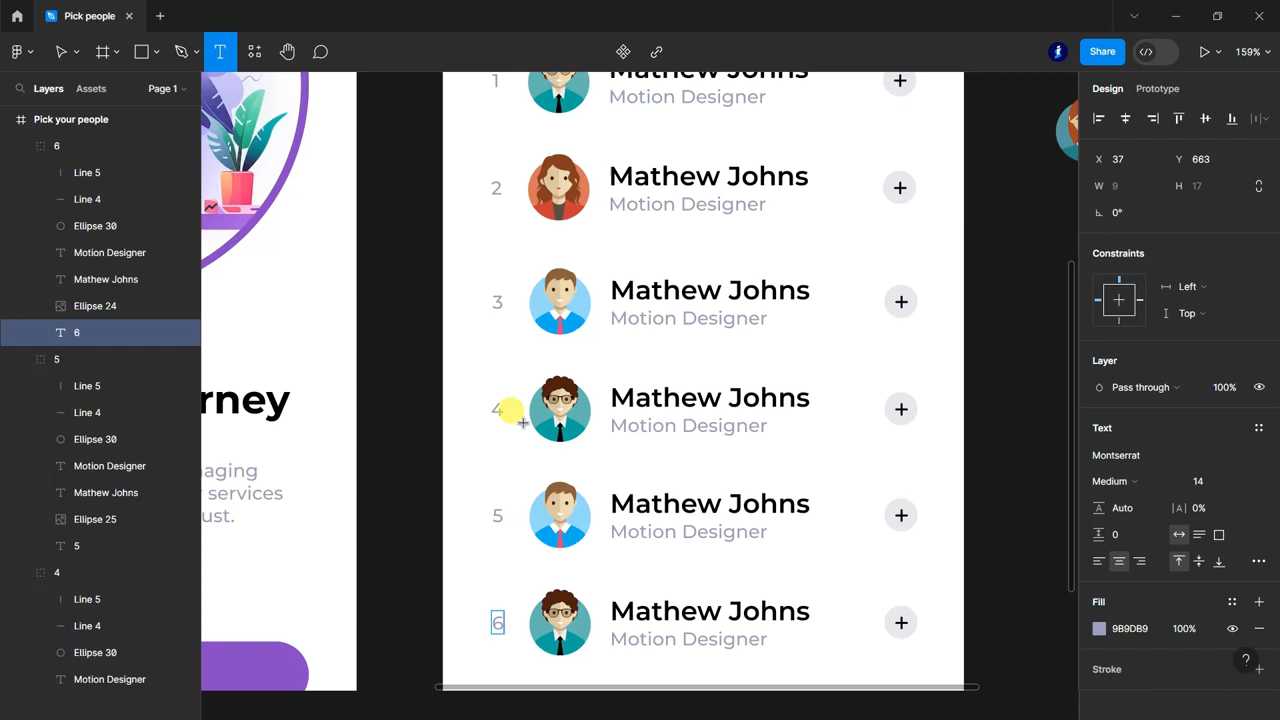 Pick people
Share
159%
Layers
Assets
Page 1
Pick your people
6
Line 5
Line 4
Ellipse 30
Motion Designer
Mathew Johns
Ellipse 24
6
5
Line 5
Line 4
Ellipse 30
Motion Designer
Mathew Johns
Ellipse 25
5
4
Line 5
Line 4
Ellipse 30
Motion Designer
rney
naging
services
ust.
1
Mathew Johns
Motion Designer
2
Mathew Johns
Motion Designer
3
Mathew Johns
Motion Designer
4
Mathew Johns
Motion Designer
5
Mathew Johns
Motion Designer
6
Mathew Johns
Motion Designer
Design
Prototype
X 37
Y 663
W 9
H 17
0°
Constraints
Left
Top
Layer
Pass through
100%
Text
Montserrat
Medium
14
Auto
|A| 0%
0
Fill
9B9DB9
100%
Stroke
?